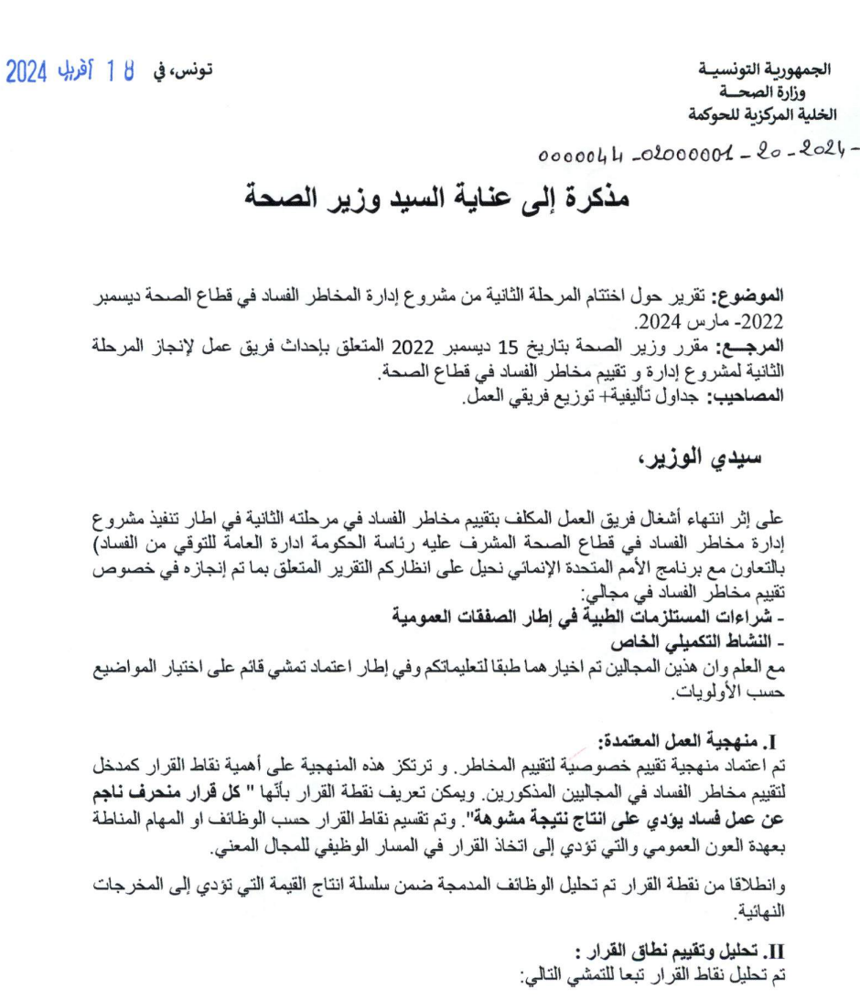 الجمهورية التونسيـة
وزارة الصحـــة
الخلية المركزية للحوكمة
تونس، في 18 أفريل 2024
0000044 - 02000001 - 20 - 2024 -
مذكرة إلى عناية السيد وزير الصحة
الموضوع: تقرير حول اختتام المرحلة الثانية من مشروع إدارة المخاطر الفساد في قطاع الصحة ديسمبر
2022- مارس 2024.
المرجـــع: مقرر وزير الصحة بتاريخ 15 ديسمبر 2022 المتعلق بإحداث فريق عمل لإنجاز المرحلة
الثانية لمشروع إدارة و تقييم مخاطر الفساد في قطاع الصحة.
المصاحيب: جداول تأليفية+ توزيع فريقي العمل.
سيدي الوزير،
على إثر انتهاء أشغال فريق العمل المكلف بتقييم مخاطر الفساد في مرحلته الثانية في اطار تنفيذ مشروع
إدارة مخاطر الفساد في قطاع الصحة المشرف عليه رئاسة الحكومة ادارة العامة للتوقي من الفساد)
بالتعاون مع برنامج الأمم المتحدة الإنمائي نحيل على انظاركم التقرير المتعلق بما تم إنجازه في خصوص
تقييم مخاطر الفساد في مجالي:
- شراءات المستلزمات الطبية في إطار الصفقات العمومية
- النشاط التكميلي الخاص
مع العلم وان هذين المجالين تم اخيار هما طبقا لتعليماتكم وفي إطار اعتماد تمشي قائم على اختيار المواضيع
حسب الأولويات.
I. منهجية العمل المعتمدة:
تم اعتماد منهجية تقييم خصوصية لتقييم المخاطر. و ترتكز هذه المنهجية على أهمية نقاط القرار كمدخل
لتقييم مخاطر الفساد في المجاليين المذكورين. ويمكن تعريف نقطة القرار بأنّها " كل قرار منحرف ناجم
عن عمل فساد يؤدي على انتاج نتيجة مشوهة". وتم تقسيم نقاط القرار حسب الوظائف او المهام المناطة
بعهدة العون العمومي والتي تؤدي إلى اتخاذ القرار في المسار الوظيفي للمجال المعني.
وانطلاقا من نقطة القرار تم تحليل الوظائف المدمجة ضمن سلسلة انتاج القيمة التي تؤدي إلى المخرجات
النهائية.
II. تحليل وتقييم نطاق القرار :
تم تحليل نقاط القرار تبعا للتمشي التالي: